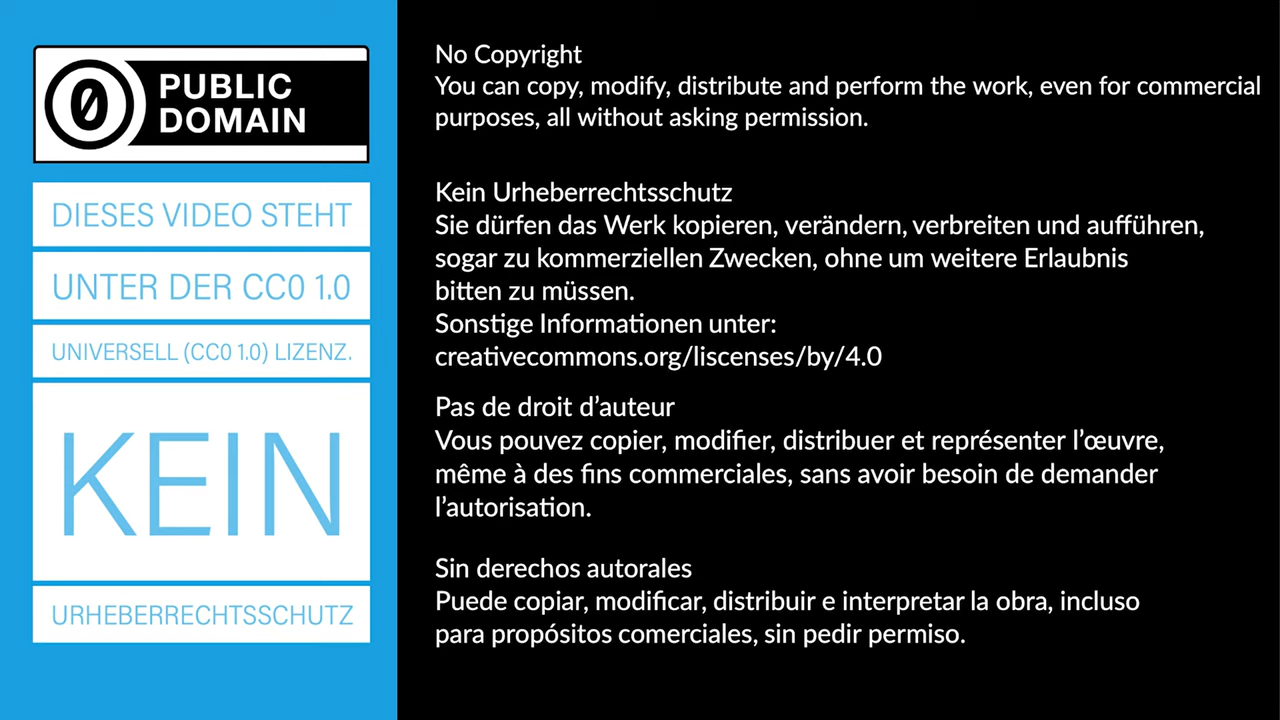 0 PUBLIC
DOMAIN
DIESES VIDEO STEHT
UNTER DER CC0 1.0
UNIVERSELL (CC0 1.0) LIZENZ.
KEIN
URHEBERRECHTSSCHUTZ
No Copyright
You can copy, modify, distribute and perform the work, even for commercial
purposes, all without asking permission.
Kein Urheberrechtsschutz
Sie dürfen das Werk kopieren, verändern, verbreiten und aufführen,
sogar zu kommerziellen Zwecken, ohne um weitere Erlaubnis
bitten zu müssen.
Sonstige Informationen unter:
creativecommons.org/liscenses/by/4.0
Pas de droit d’auteur
Vous pouvez copier, modifier, distribuer et représenter l’œuvre,
même à des fins commerciales, sans avoir besoin de demander
l’autorisation.
Sin derechos autorales
Puede copiar, modificar, distribuir e interpretar la obra, incluso
para propósitos comerciales, sin pedir permiso.